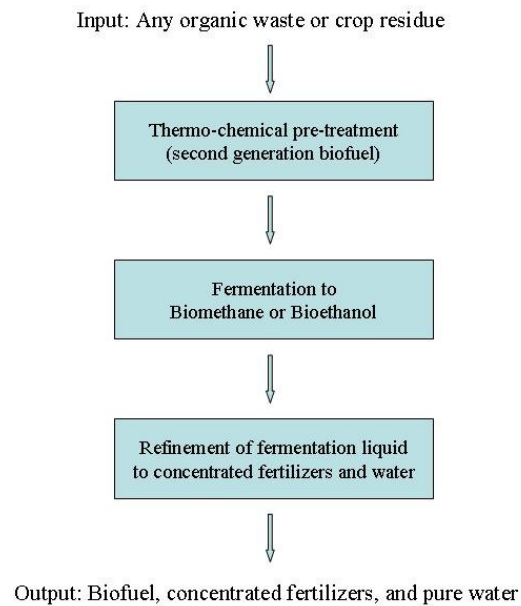 Input: Any organic waste or crop residue
Thermo-chemical pre-treatment
(second generation biofuel)
Fermentation to
Biomethane or Bioethanol
Refinement of fermentation liquid
to concentrated fertilizers and water
Output: Biofuel, concentrated fertilizers, and pure water